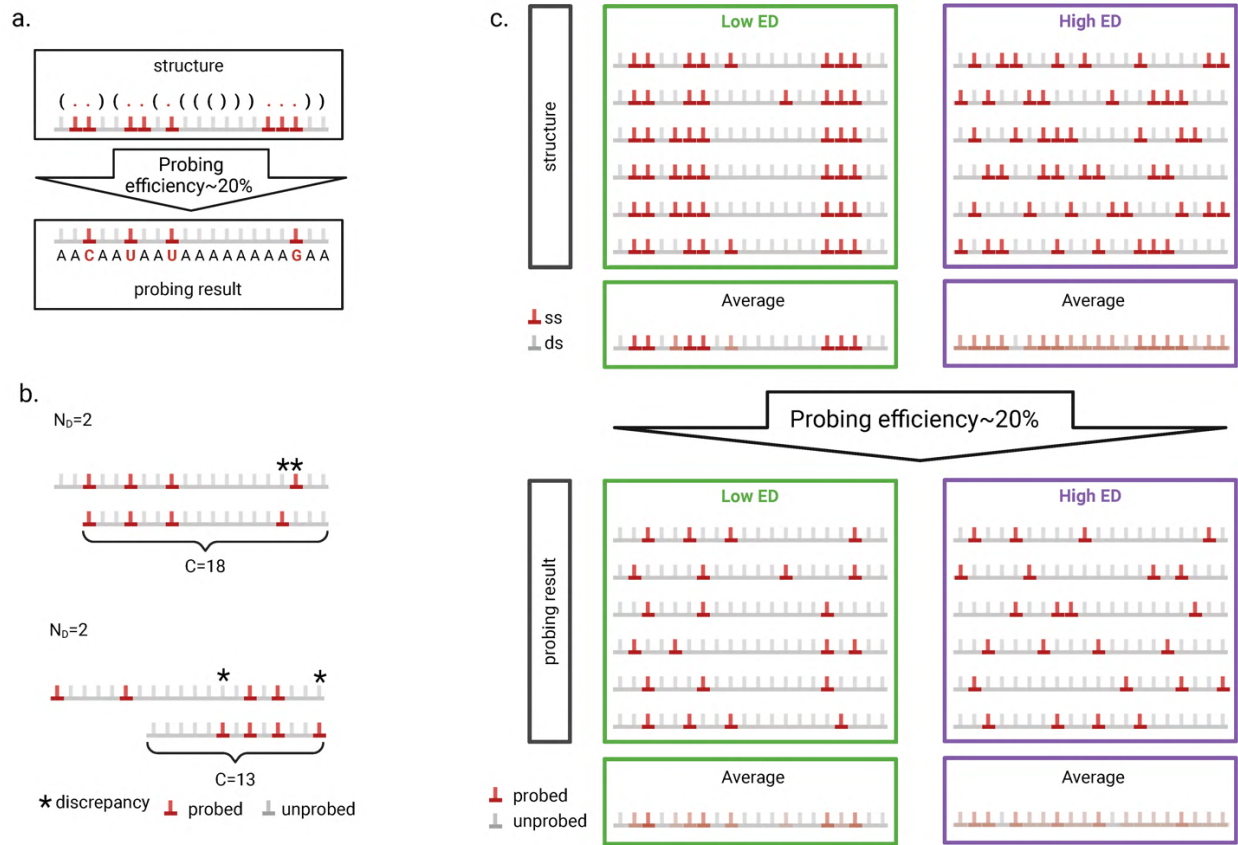 a.
structure
(..)(..(.((()))...))
Probing
efficiency~20%
AACAAUAAUAAAAAAAAGAA
probing result
b.
N_D=2
**
C=18
N_D=2
* *
C=13
* discrepancy probed unprobed
c.
Low ED
High ED
structure
Average
Average
ss
ds
Probing efficiency~20%
Low ED
High ED
probing result
Average
Average
probed
unprobed